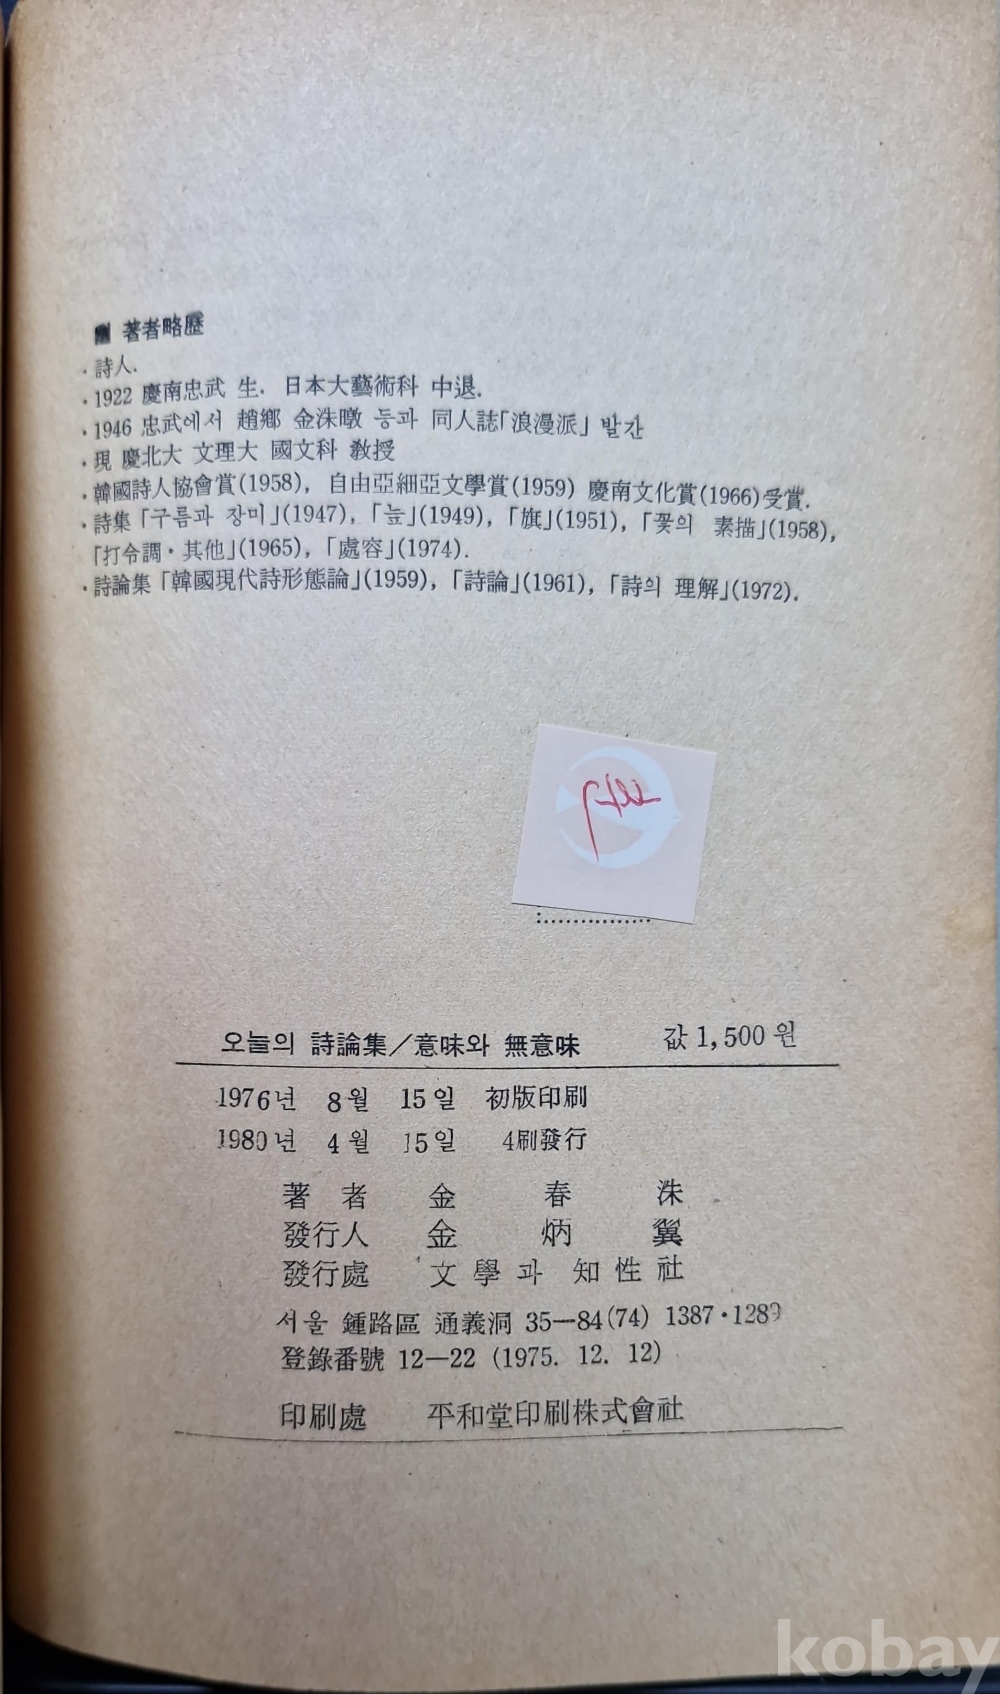 ■ 著者略歷
·詩人.
·1922 慶南忠武 生. 日本大藝術科 中退.
·1946 忠武에서 趙鄕 金洙暾 등과 同人誌「浪漫派」발간
·現 慶北大 文理大 國文科 敎授
·韓國詩人協會賞(1958), 自由亞細亞文學賞(1959) 慶南文化賞(1966)受賞.
·詩集「구름과 장미」(1947), 「늪」(1949), 「旗」(1951), 「꽃의 素描」(1958),
「打令調·其他」(1965), 「處容」(1974).
·詩論集「韓國現代詩形態論」(1959), 「詩論」(1961), 「詩의 理解」(1972).
오늘의 詩論集/意味와 無意味 값 1,500원
1976년 8월 15일 初版印刷
1980년 4월 15일 4刷發行
著者 金春洙
發行人 金炳翼
發行處 文學과 知性社
서울 鍾路區 通義洞 35—84(74) 1387·1289
登錄番號 12—22 (1975. 12. 12)
印刷處 平和堂印刷株式會社
kobay